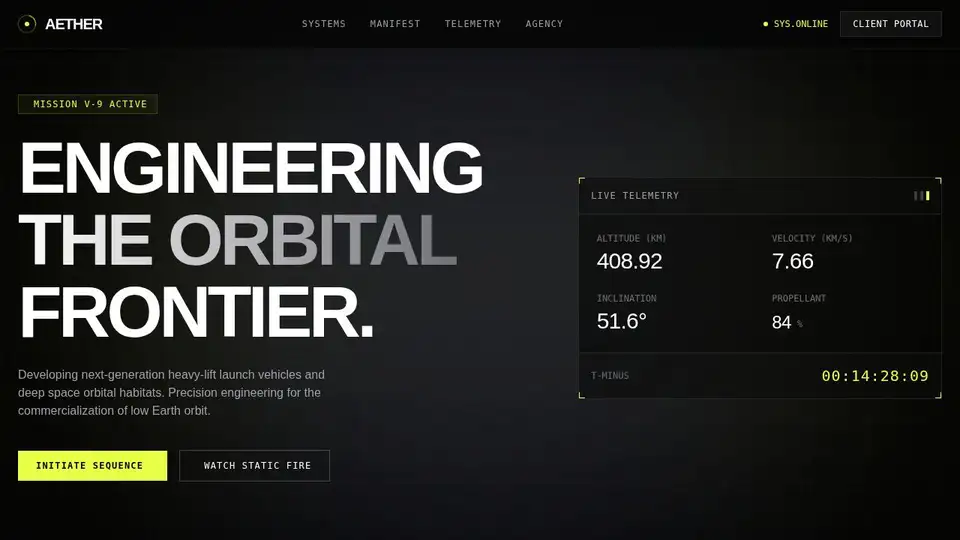 AETHER
SYSTEMS MANIFEST TELEMETRY AGENCY
SYS.ONLINE
CLIENT PORTAL
MISSION V-9 ACTIVE
ENGINEERING
THE ORBITAL
FRONTIER.
Developing next-generation heavy-lift launch vehicles and
deep space orbital habitats. Precision engineering for the
commercialization of low Earth orbit.
INITIATE SEQUENCE
WATCH STATIC FIRE
LIVE TELEMETRY
ALTITUDE (KM)
408.92
VELOCITY (KM/S)
7.66
INCLINATION
51.6°
PROPELLANT
84 %
T-MINUS
00:14:28:09